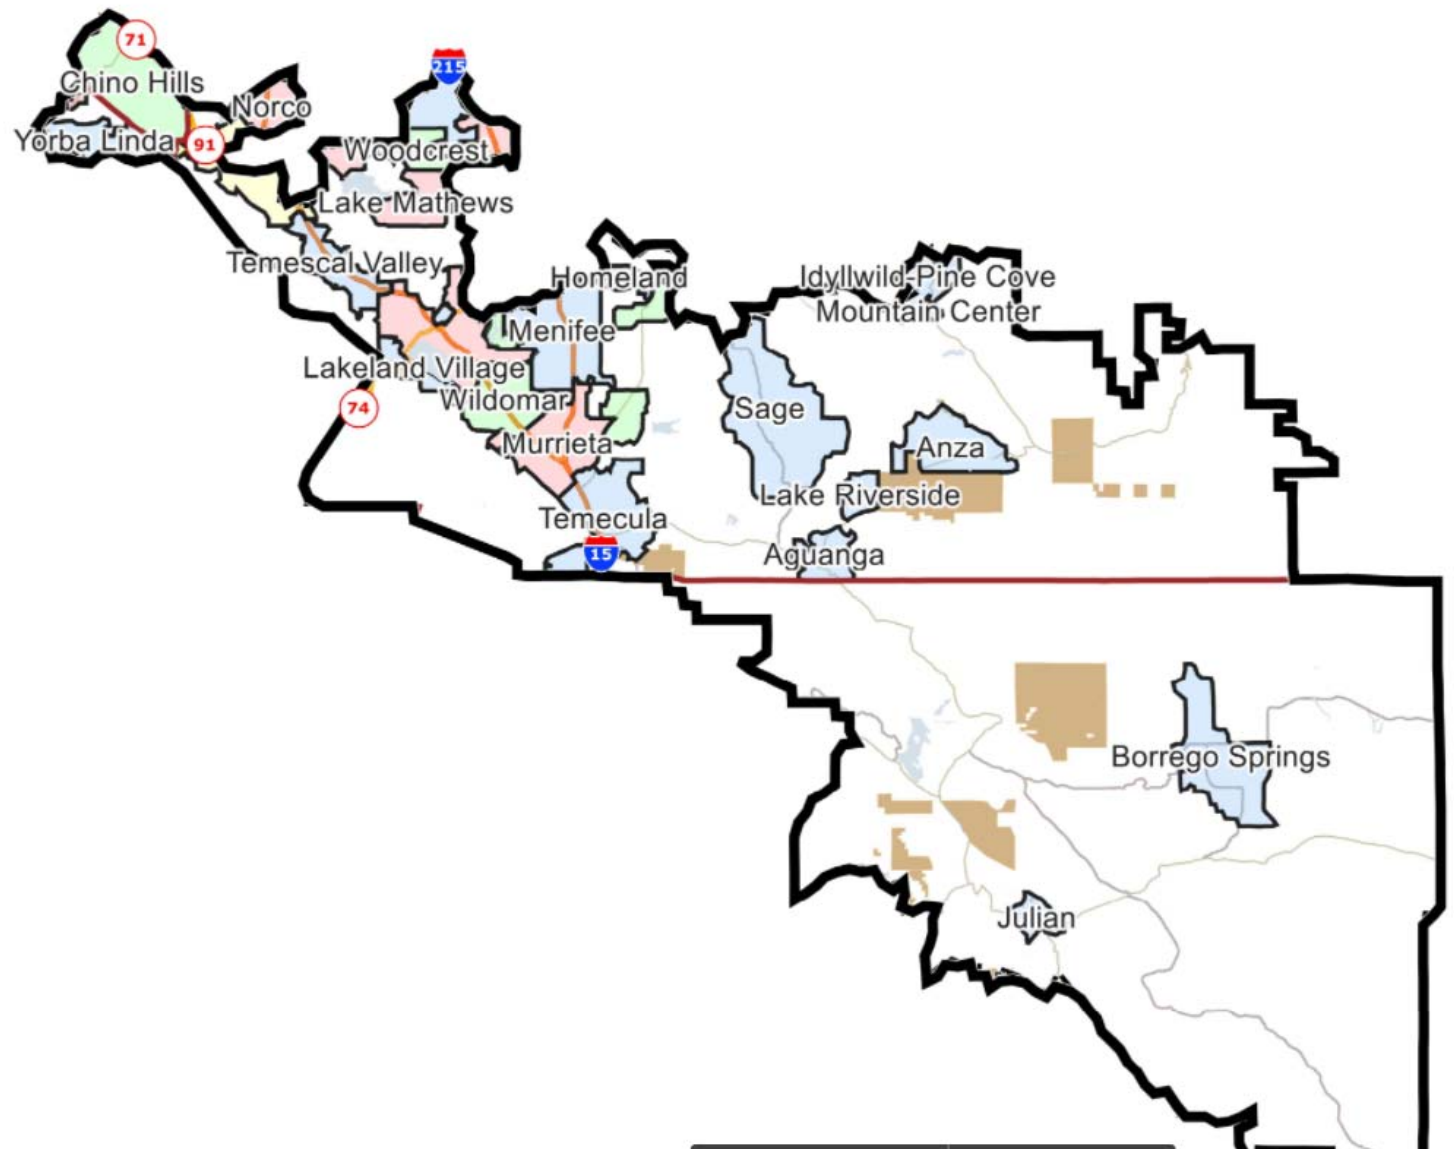 71
215
Chino Hills
Norco
Yorba Linda
91
Woodcrest
Lake Mathews
Temescal Valley
Homeland
Idyllwild-Pine Cove
Mountain Center
Menifee
Lakeland Village
Wildomar
74
Sage
Murrieta
Anza
Lake Riverside
Temecula
15
Aguanga
Borrego Springs
Julian